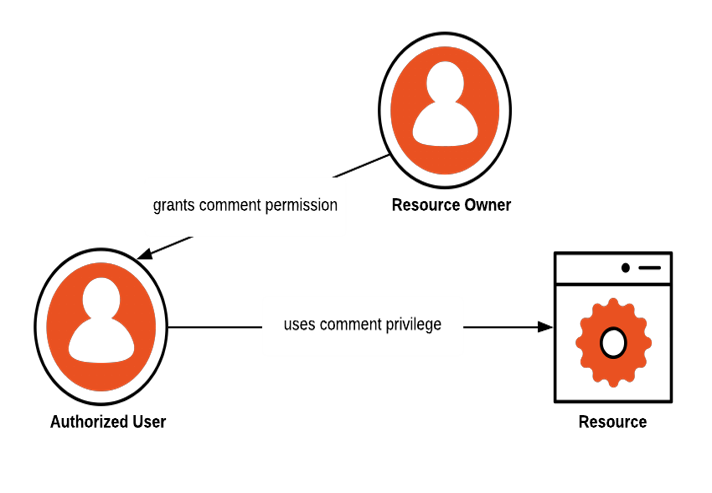 grants comment permission
Resource Owner
uses comment privilege
Authorized User
Resource